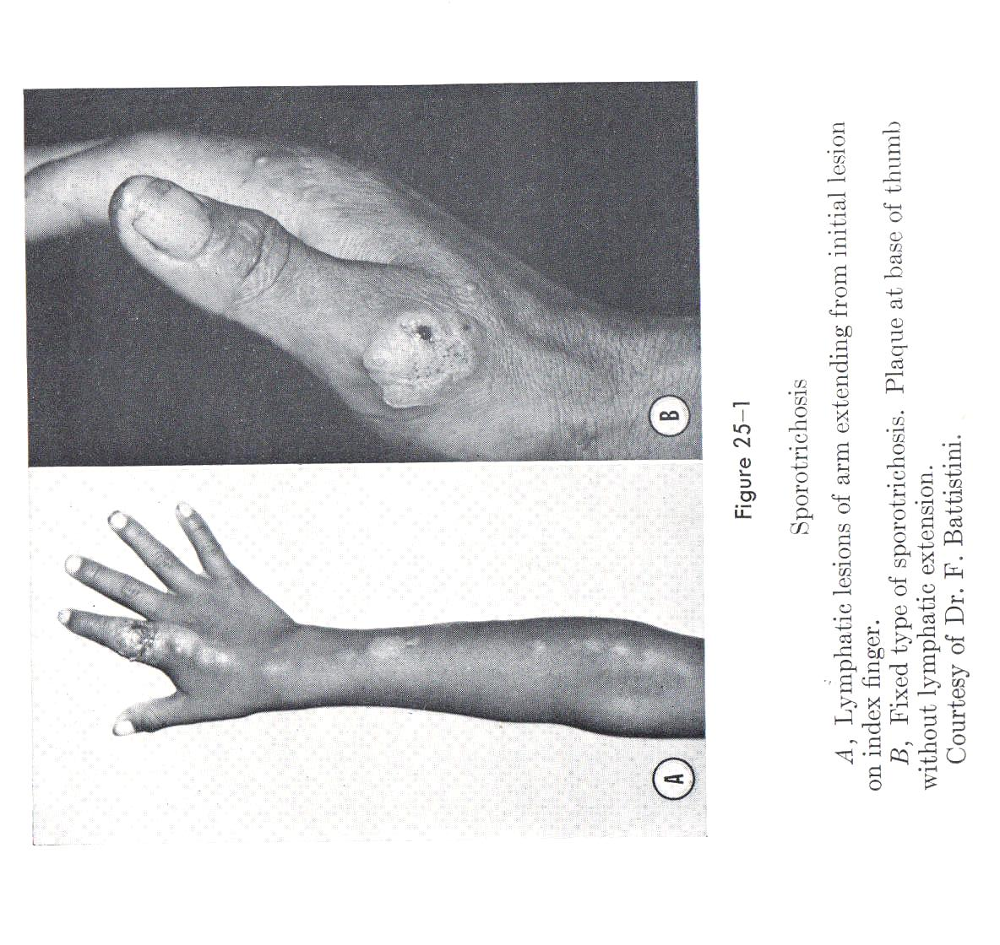 A
B
Figure 25–1
Sporotrichosis
A, Lymphatic lesions of arm extending from initial lesion
on index finger.
B, Fixed type of sporotrichosis. Plaque at base of thumb
without lymphatic extension.
Courtesy of Dr. F. Battistini.